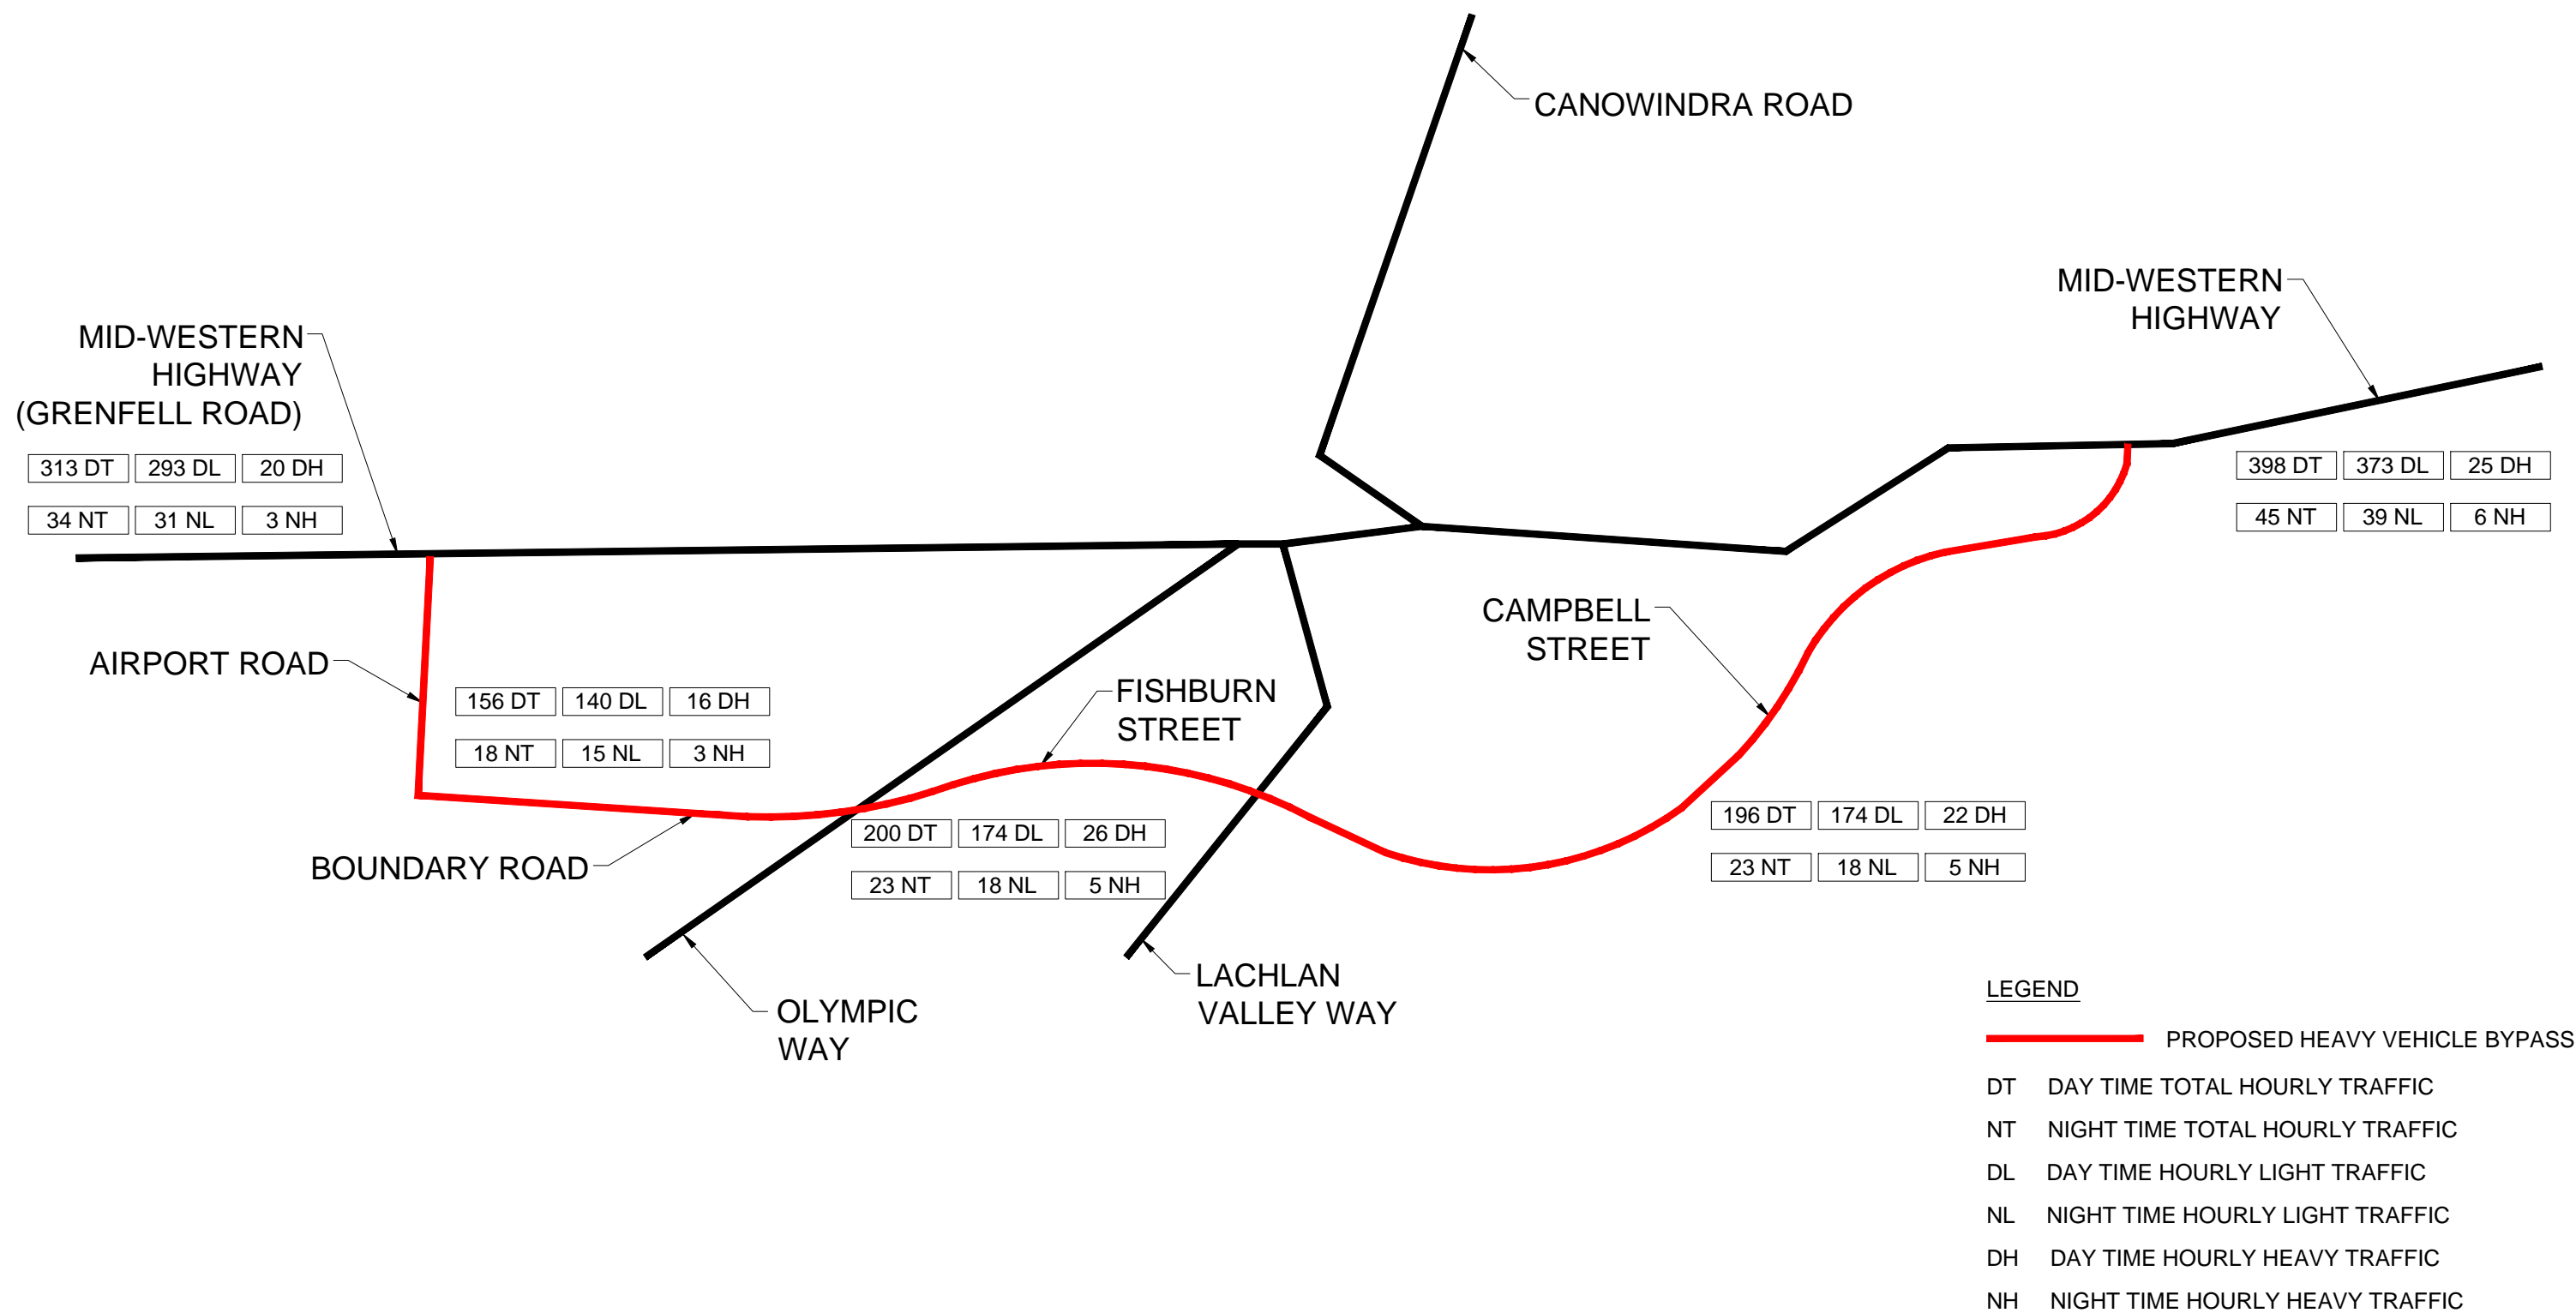 CANOWINDRA ROAD
MID-WESTERN
HIGHWAY
MID-WESTERN
HIGHWAY
(GRENFELL ROAD)
313 DT 293 DL 20 DH
34 NT 31 NL 3 NH
398 DT 373 DL 25 DH
45 NT 39 NL 6 NH
CAMPBELL
STREET
AIRPORT ROAD
156 DT 140 DL 16 DH
18 NT 15 NL 3 NH
FISHBURN
STREET
BOUNDARY ROAD
200 DT 174 DL 26 DH
23 NT 18 NL 5 NH
196 DT 174 DL 22 DH
23 NT 18 NL 5 NH
OLYMPIC
WAY
LACHLAN
VALLEY WAY
LEGEND
PROPOSED HEAVY VEHICLE BYPASS
DT DAY TIME TOTAL HOURLY TRAFFIC
NT NIGHT TIME TOTAL HOURLY TRAFFIC
DL DAY TIME HOURLY LIGHT TRAFFIC
NL NIGHT TIME HOURLY LIGHT TRAFFIC
DH DAY TIME HOURLY HEAVY TRAFFIC
NH NIGHT TIME HOURLY HEAVY TRAFFIC